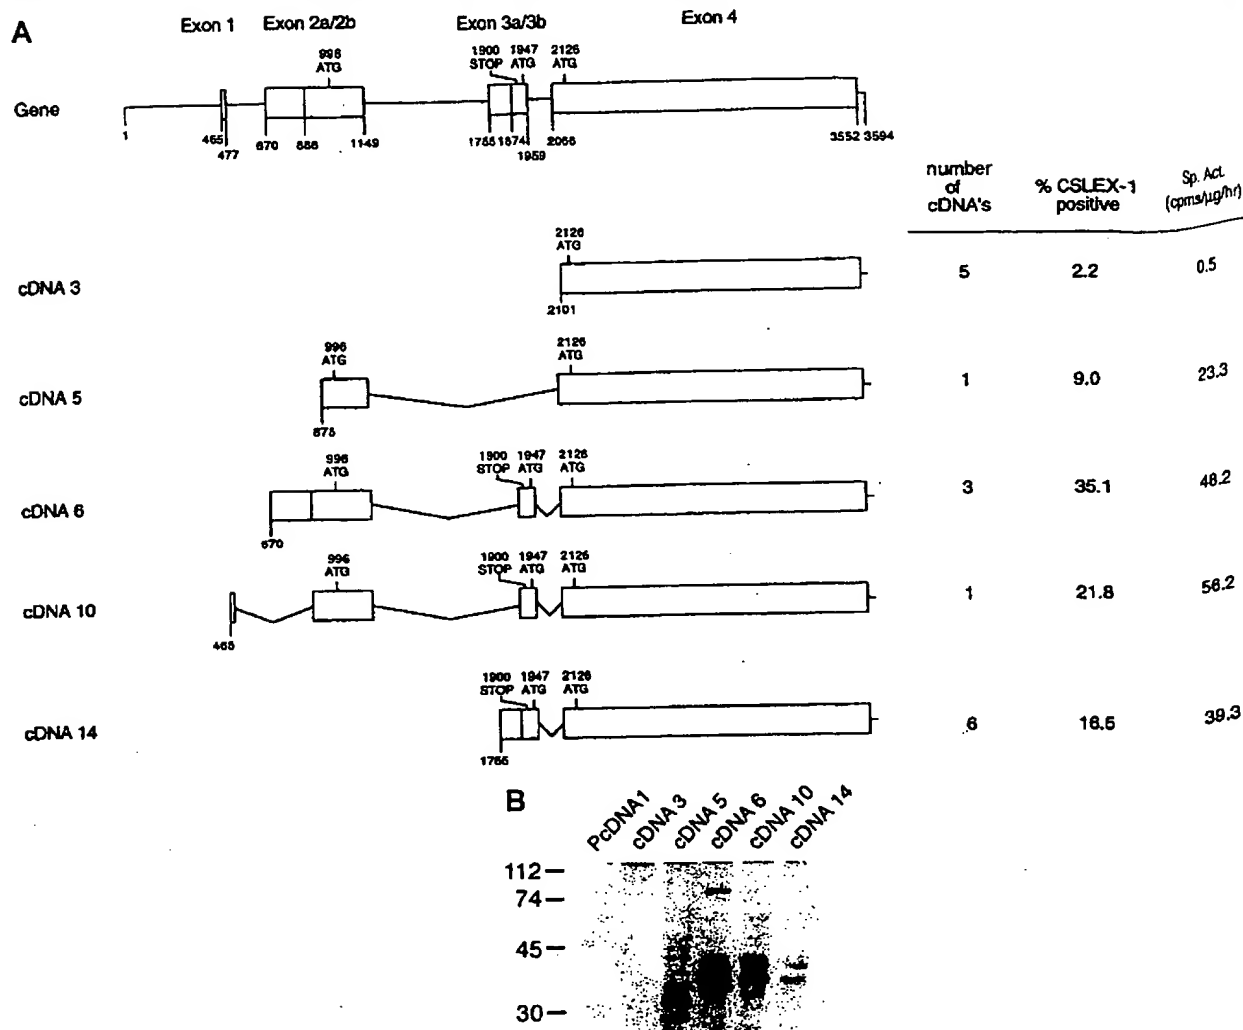 A
Exon 1 Exon 2a/2b Exon 3a/3b Exon 4
998 ATG
1900 STOP
1947 ATG
2126 ATG
Gene
1 465 477 670 888 1149 1755 1874 1959 2066 3552 3594
number of cDNA's
% CSLEX-1 positive
Sp. Act. (cpms/μg/hr)
2126 ATG
cDNA 3 5 2.2 0.5
2101
996 ATG
2126 ATG
cDNA 5 1 9.0 23.3
875
996 ATG
1900 STOP
1947 ATG
2126 ATG
cDNA 6 3 35.1 48.2
670
996 ATG
1900 STOP
1947 ATG
2126 ATG
cDNA 10 1 21.8 56.2
465
1900 STOP
1947 ATG
2126 ATG
cDNA 14 6 16.5 39.3
1755
B
PcDNA1 cDNA 3 cDNA 5 cDNA 6 cDNA 10 cDNA 14
112
74
45
30